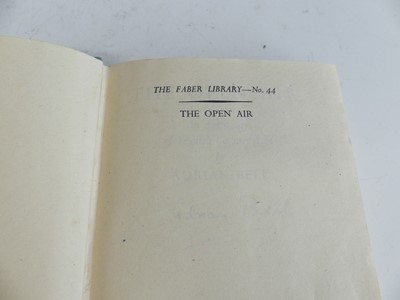 THE FABER LIBRARY—No. 44
THE OPEN AIR